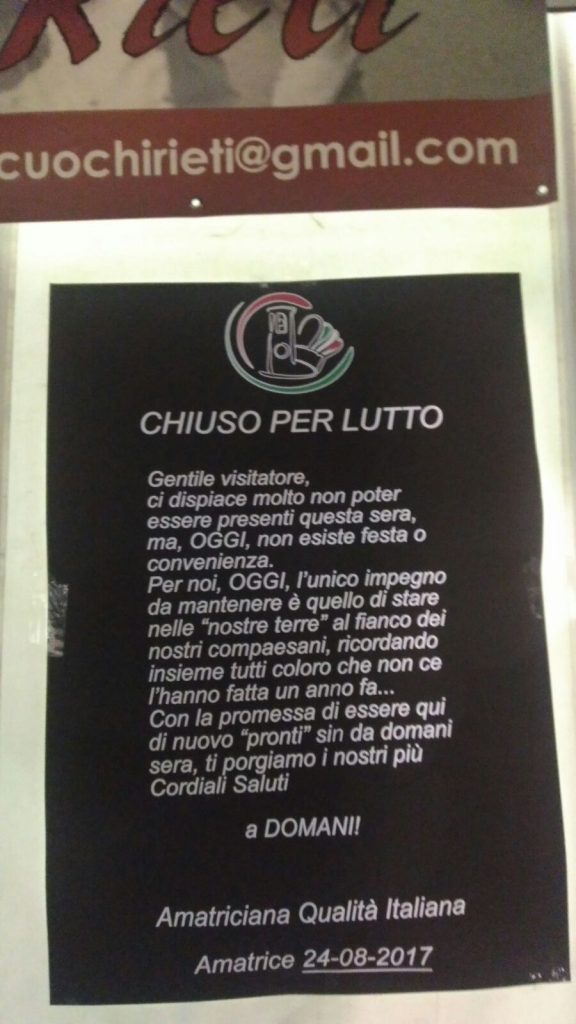 Rieti
cuochirieti@gmail.com
CHIUSO PER LUTTO
Gentile visitatore,
ci dispiace molto non poter
essere presenti questa sera,
ma, OGGI, non esiste festa o
convenienza.
Per noi, OGGI, l'unico impegno
da mantenere è quello di stare
nelle “nostre terre” al fianco dei
nostri compaesani, ricordando
insieme tutti coloro che non ce
l'hanno fatta un anno fa...
Con la promessa di essere qui
di nuovo “pronti” sin da domani
sera, ti porgiamo i nostri più
Cordiali Saluti
a DOMANI!
Amatriciana Qualità Italiana
Amatrice 24-08-2017